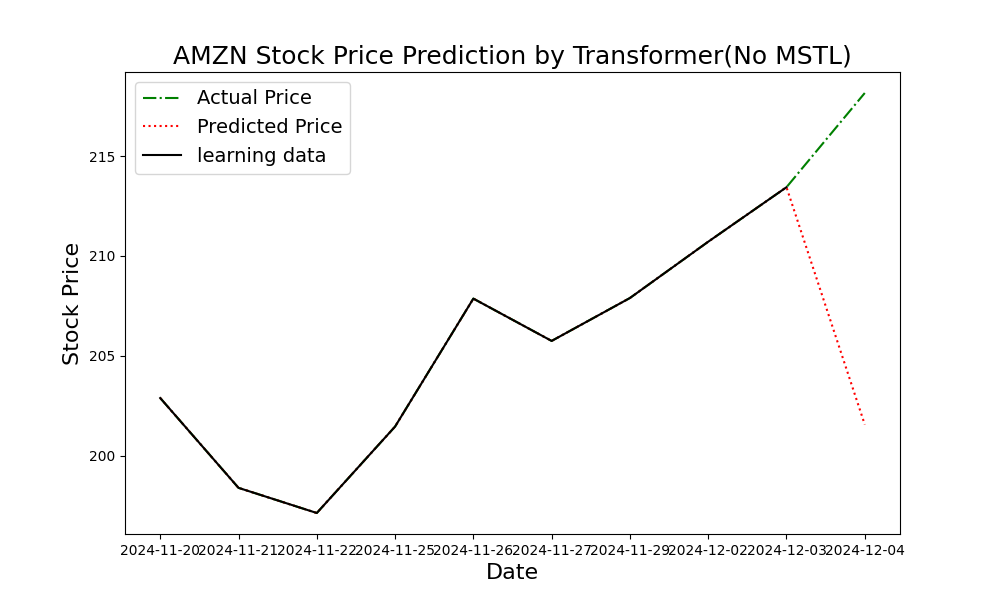 AMZN Stock Price Prediction by Transformer(No MSTL)
Actual Price
Predicted Price
learning data
215
210
205
200
Stock Price
2024-11-20 2024-11-21 2024-11-22 2024-11-25 2024-11-26 2024-11-27 2024-11-29 2024-12-02 2024-12-03 2024-12-04
Date